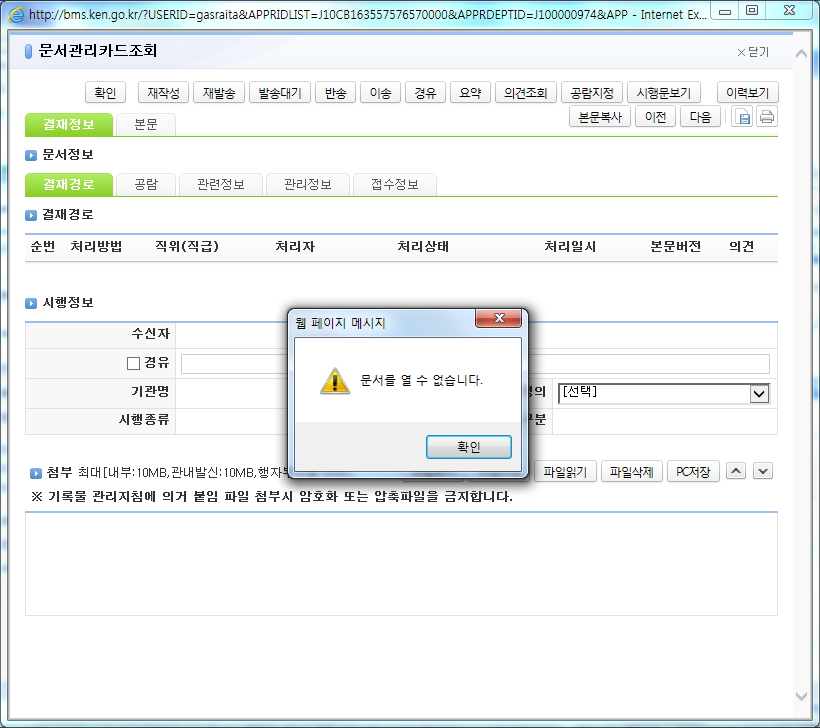 http://bms.ken.go.kr/?USERID=gasraita&APPRIDLIST=J10CB163557576570000&APPRDEPTID=J100000974&APP - Internet Ex...
문서관리카드조회
×닫기
확인 재작성 재발송 발송대기 반송 이송 경유 요약 의견조회 공람지정 시행문보기 이력보기
본문복사 이전 다음
결재정보 본문
문서정보
결재경로 공람 관련정보 관리정보 접수정보
결재경로
순번 처리방법 직위(직급) 처리자 처리상태 처리일시 본문버전 의견
시행정보
수신자
경유
기관명 [선택]
시행종류
웹 페이지 메시지
문서를 열 수 없습니다.
확인
첨부 최대[내부:10MB,관내발신:10MB,행자 파일읽기 파일삭제 PC저장
※ 기록물 관리지침에 의거 붙임 파일 첨부시 암호화 또는 압축파일을 금지합니다.